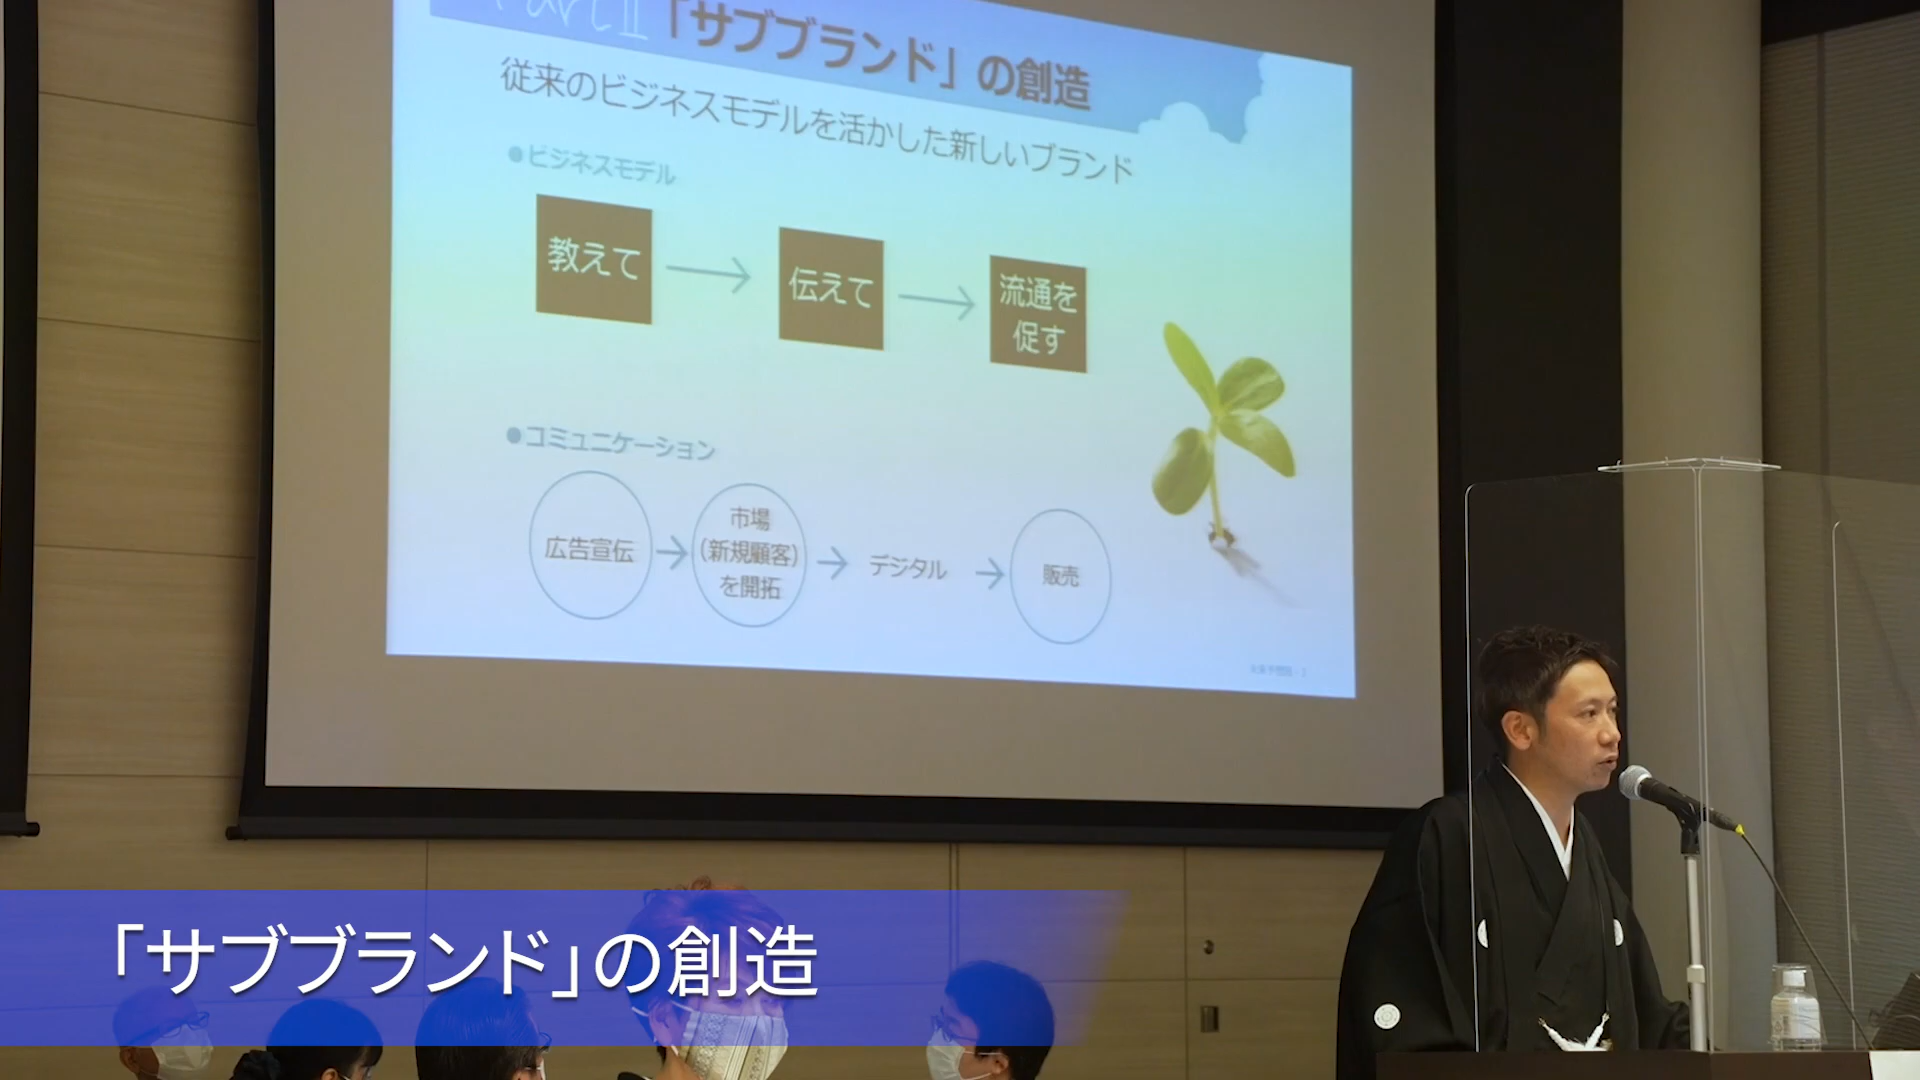 Part II「サブブランド」の創造
従来のビジネスモデルを活かした新しいブランド
●ビジネスモデル
教えて
伝えて
流通を
促す
●コミュニケーション
広告宣伝
市場
(新規顧客)
を開拓
デジタル
販売
「サブブランド」の創造